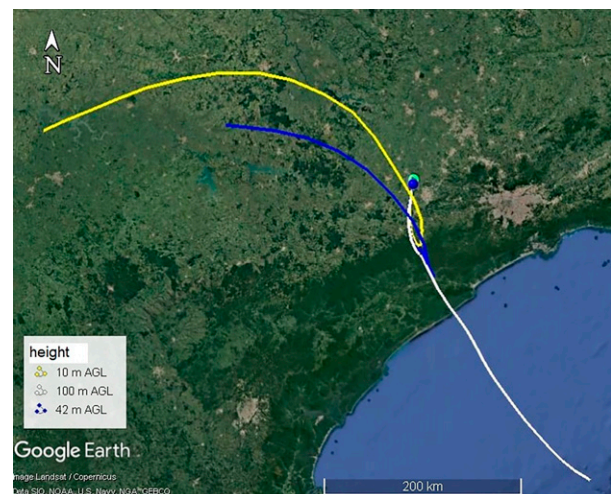 N
height
10 m AGL
100 m AGL
42 m AGL
Google Earth
Image Landsat / Copernicus
Data SIO, NOAA, U.S. Navy, NGA, GEBCO
200 km